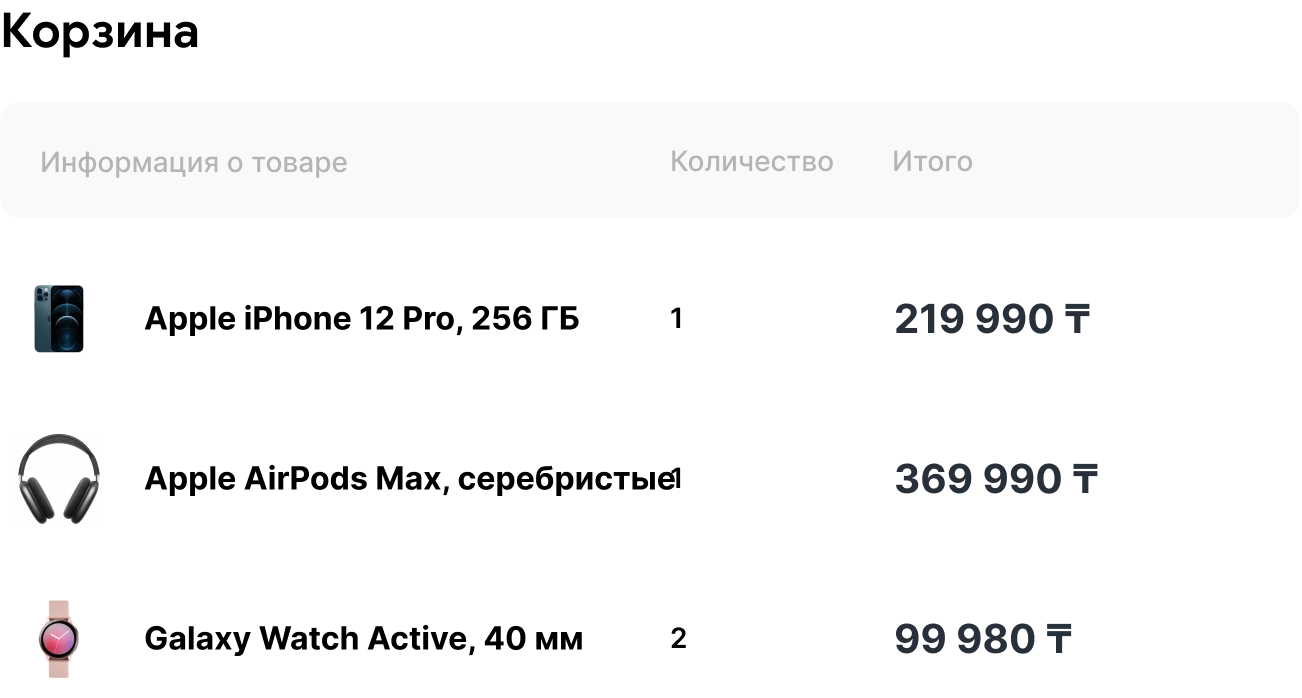 Корзина
Информация о товаре Количество Итого
Apple iPhone 12 Pro, 256 ГБ 1 219 990 ₸
Apple AirPods Max, серебристые 1 369 990 ₸
Galaxy Watch Active, 40 мм 2 99 980 ₸